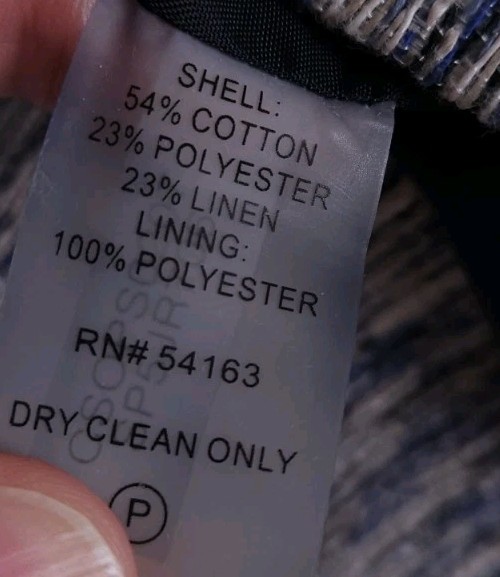 SHELL:
54% COTTON
23% POLYESTER
23% LINEN
LINING:
100% POLYESTER
RN# 54163
DRY CLEAN ONLY
P